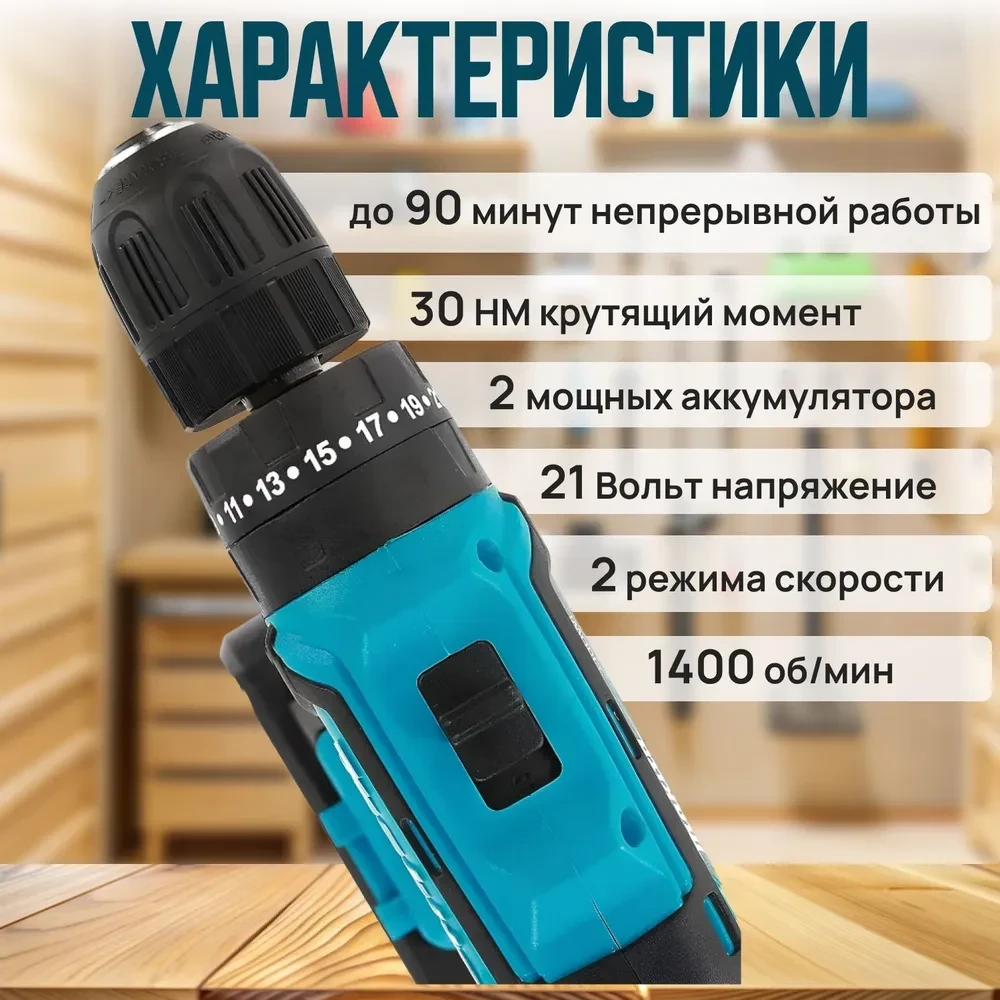 ХАРАКТЕРИСТИКИ
до 90 минут непрерывной работы
30 НМ крутящий момент
2 мощных аккумулятора
11 • 13 • 15 • 17 • 19 •
21 Вольт напряжение
2 режима скорости
1400 об/мин